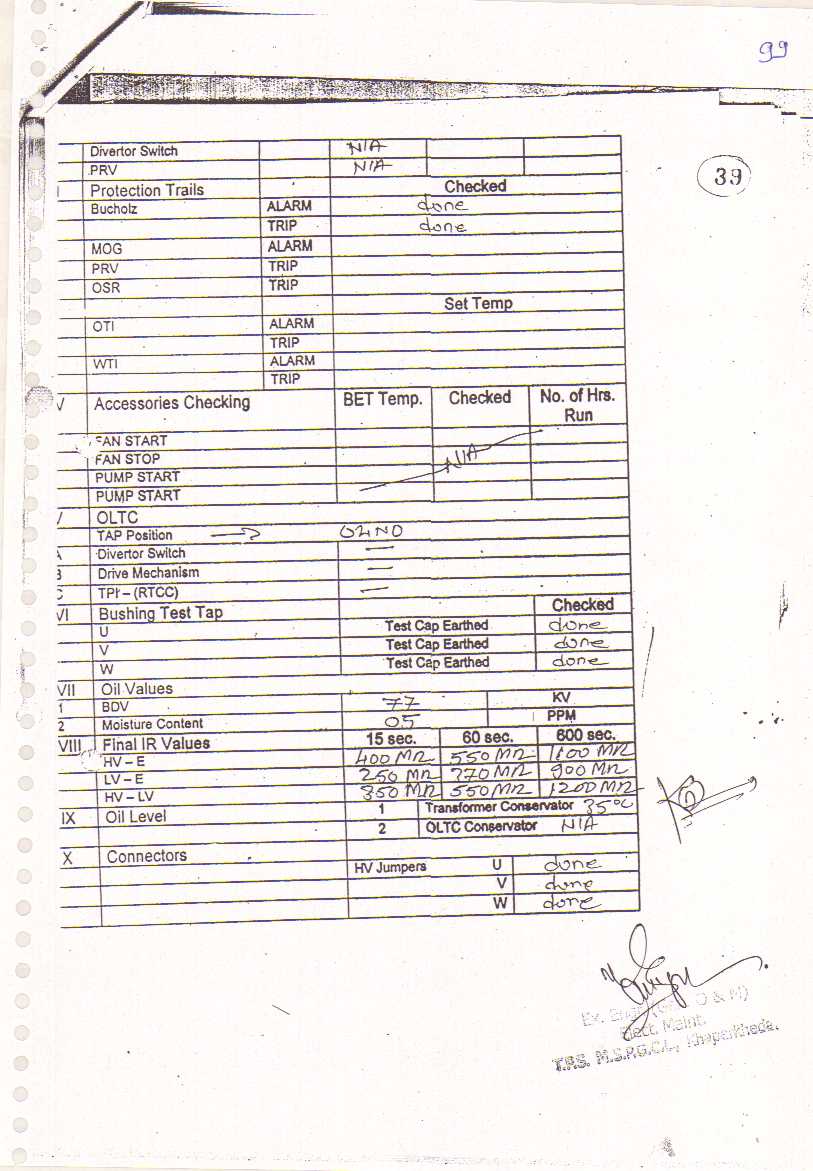 99
39
Divertor Switch N/A
PRV N/A
I Protection Trails Checked
Bucholz ALARM done
TRIP done
MOG ALARM
PRV TRIP
OSR TRIP
Set Temp
OTI ALARM
TRIP
WTI ALARM
TRIP
V Accessories Checking BET Temp. Checked No. of Hrs. Run
FAN START
FAN STOP N/A
PUMP START
PUMP START
V OLTC
TAP Position → 02 NO
A Divertor Switch —
B Drive Mechanism —
C TPI – (RTCC) —
VI Bushing Test Tap Checked
U Test Cap Earthed done
V Test Cap Earthed done
W Test Cap Earthed done
VII Oil Values
1 BDV 77 KV
2 Moisture Content 05 PPM
VIII Final IR Values 15 sec. 60 sec. 600 sec.
HV – E 400 MΩ 550 MΩ 1100 MΩ
LV – E 250 MΩ 770 MΩ 900 MΩ
HV – LV 350 MΩ 550 MΩ 1200 MΩ
IX Oil Level 1 Transformer Conservator 35°C
2 OLTC Conservator N/A
X Connectors
HV Jumpers U done
V done
W done
Ex. Engr. O & M)
Elect. Maint.
T.P.S. M.S.P.G.C.L., Khaperkheda.